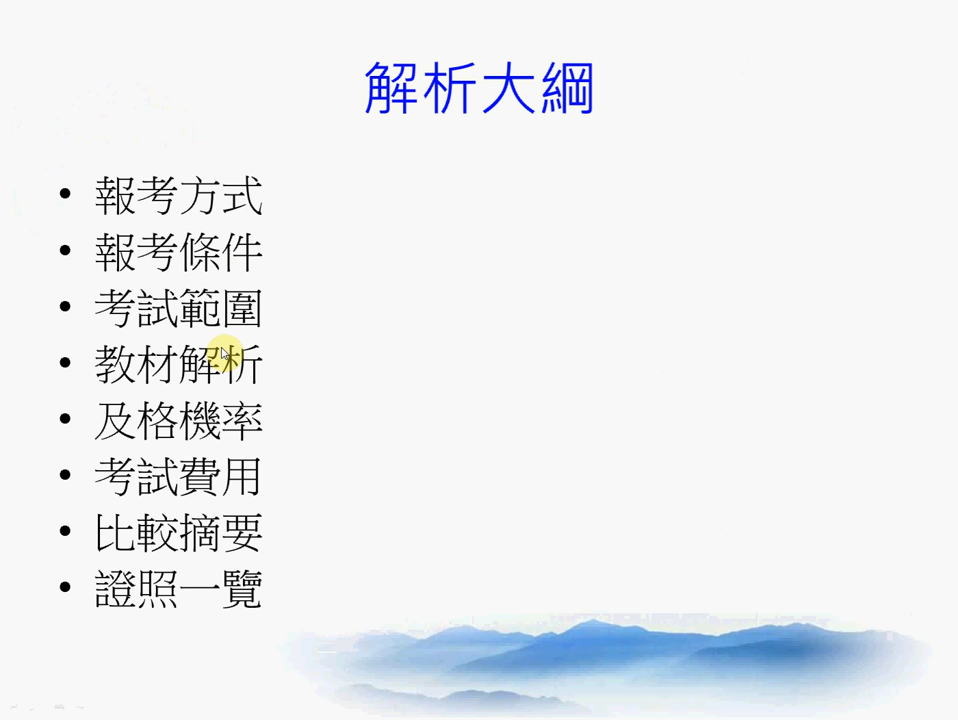 解析大綱
• 報考方式
• 報考條件
• 考試範圍
• 教材解析
• 及格機率
• 考試費用
• 比較摘要
• 證照一覽